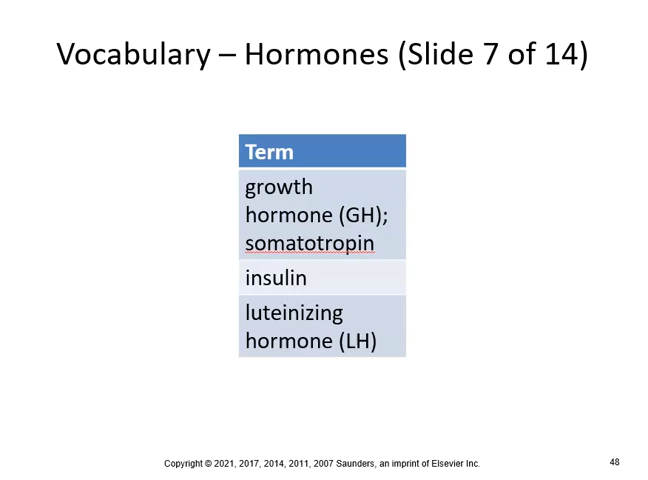 Vocabulary – Hormones (Slide 7 of 14)
Term
growth
hormone (GH);
somatotropin
insulin
luteinizing
hormone (LH)
Copyright © 2021, 2017, 2014, 2011, 2007 Saunders, an imprint of Elsevier Inc.
48